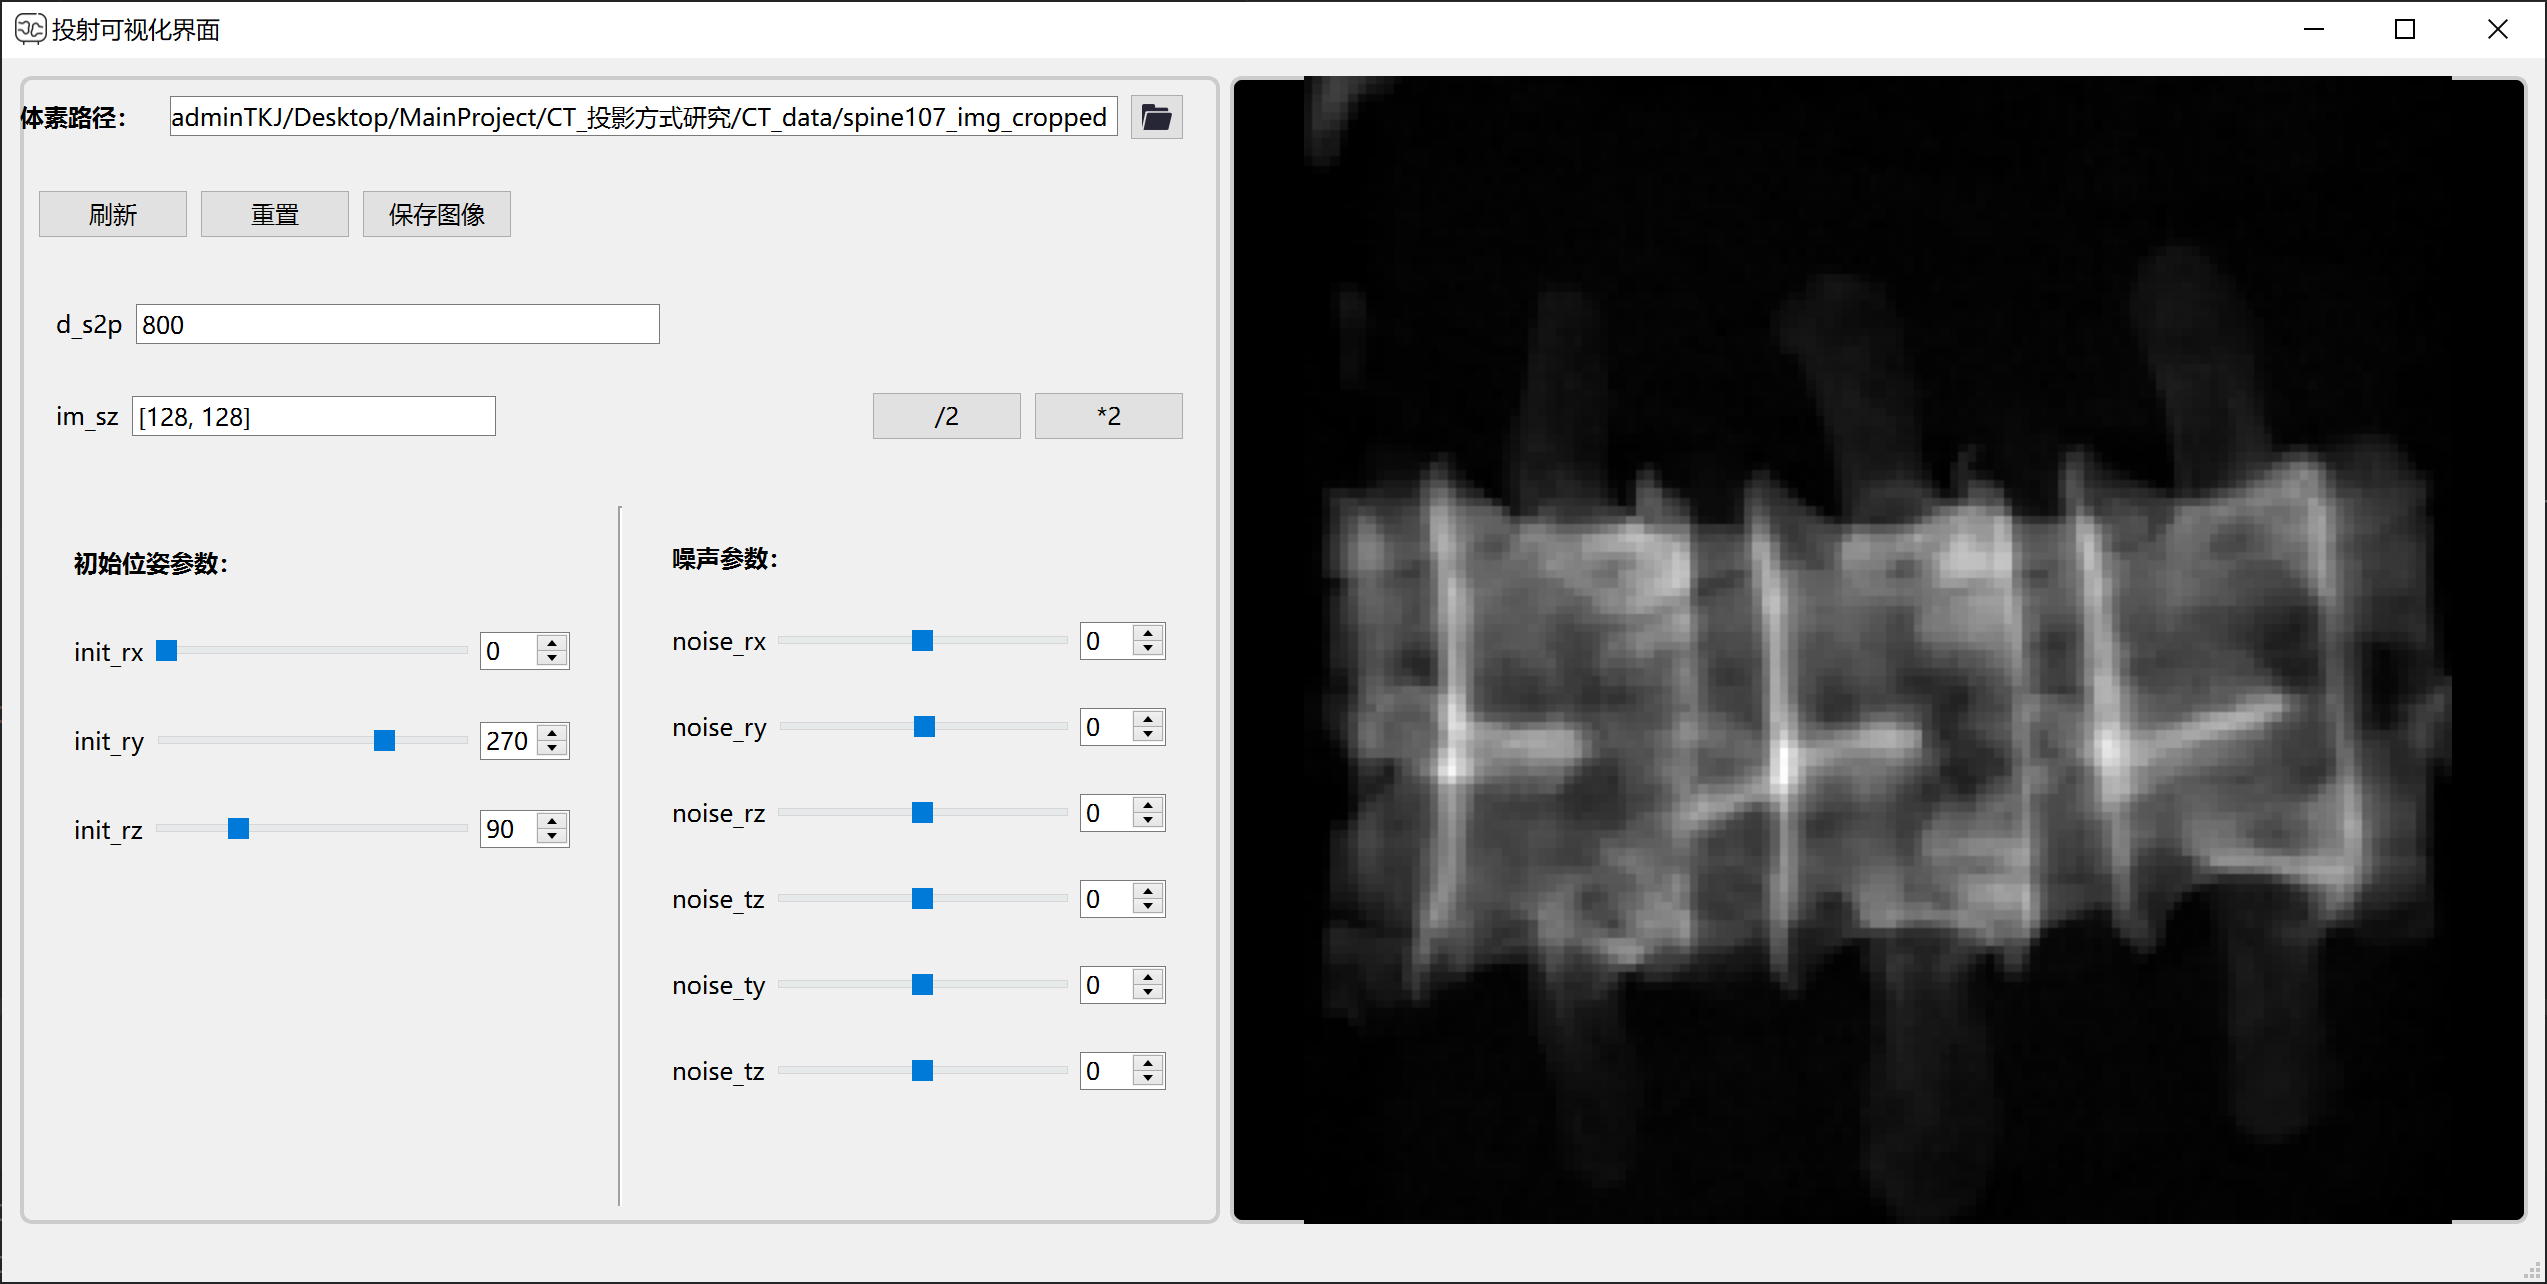 投射可视化界面
体素路径：
adminTKJ/Desktop/MainProject/CT_投影方式研究/CT_data/spine107_img_cropped
刷新
重置
保存图像
d_s2p
800
im_sz
[128, 128]
/2
*2
初始位姿参数：
init_rx
0
init_ry
270
init_rz
90
噪声参数：
noise_rx
0
noise_ry
0
noise_rz
0
noise_tz
0
noise_ty
0
noise_tz
0